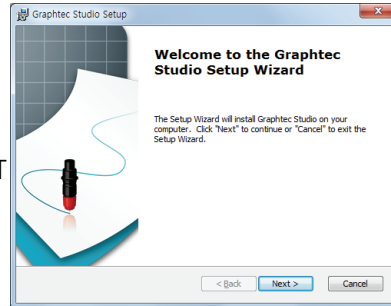 Graphtec Studio Setup
Welcome to the Graphtec
Studio Setup Wizard
The Setup Wizard will install Graphtec Studio on your
computer. Click "Next" to continue or "Cancel" to exit the
Setup Wizard.
T
< Back Next > Cancel